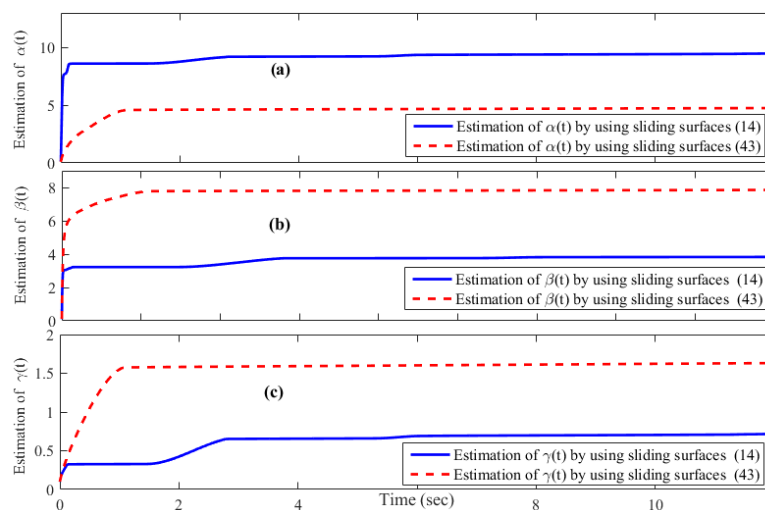 Estimation of α(t)
10
5
0
(a)
Estimation of α(t) by using sliding surfaces (14)
Estimation of α(t) by using sliding surfaces (43)
Estimation of β(t)
8
6
4
2
0
(b)
Estimation of β(t) by using sliding surfaces (14)
Estimation of β(t) by using sliding surfaces (43)
Estimation of γ(t)
2
1.5
1
0.5
0
(c)
Estimation of γ(t) by using sliding surfaces (14)
Estimation of γ(t) by using sliding surfaces (43)
0 2 4 6 8 10
Time (sec)